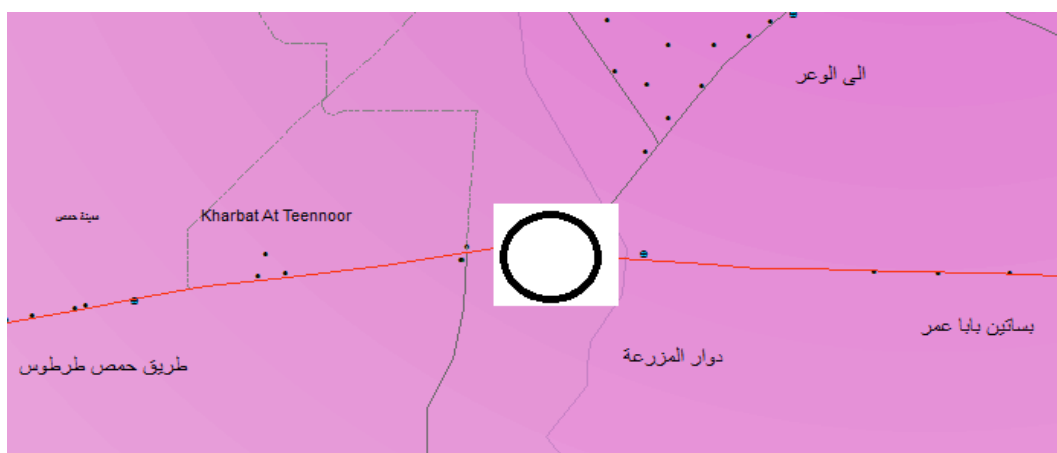 الى الوعر
مدينة حمص
Kharbat At Teennoor
بساتين بابا عمر
دوار المزرعة
طريق حمص طرطوس